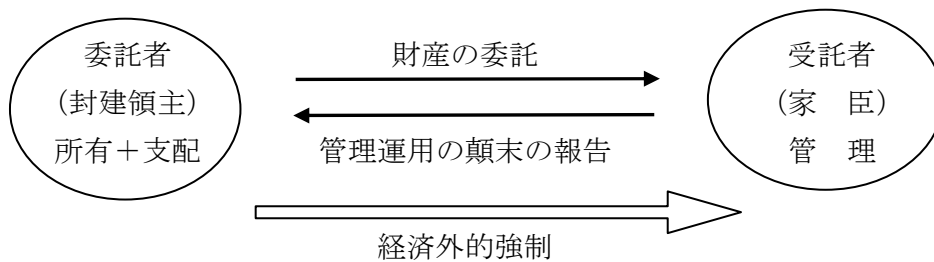 委託者
(封建領主)
所有＋支配
財産の委託
管理運用の顛末の報告
経済外的強制
受託者
(家　臣)
管　理